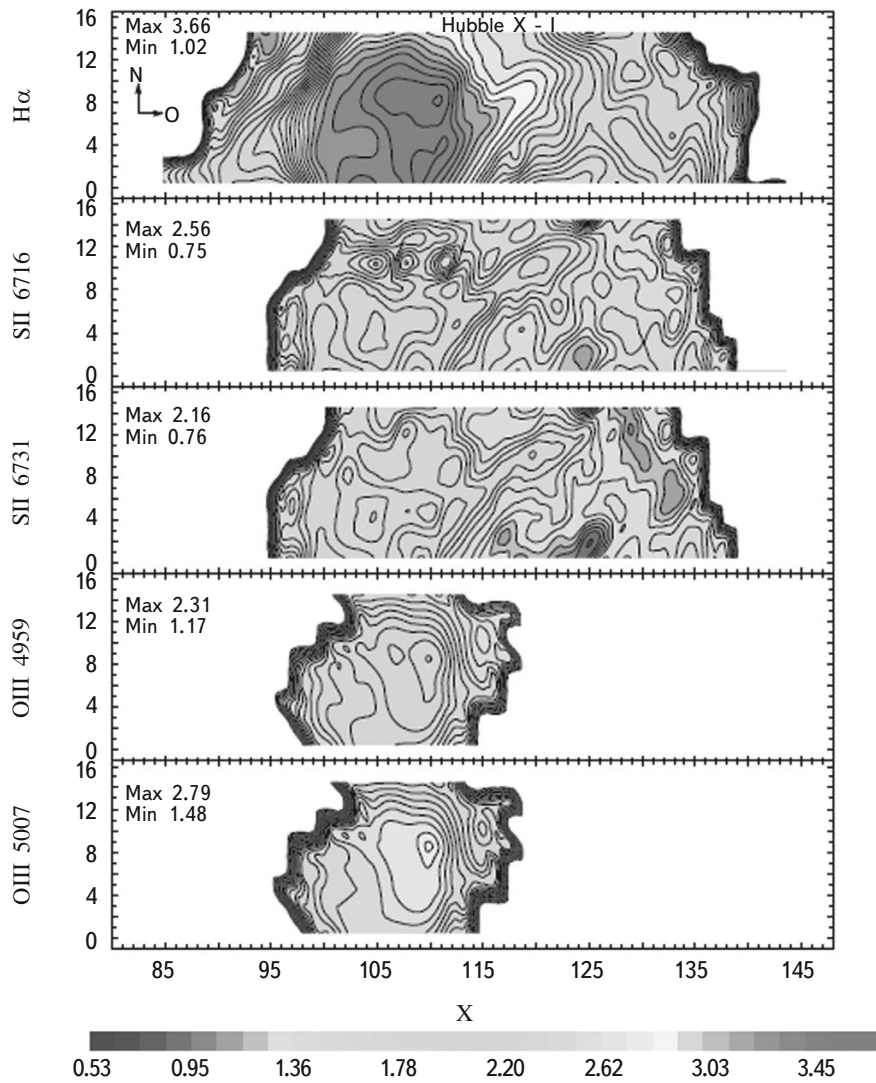 Hubble X - I
Max 3.66
Min 1.02
N
O
Hα
16
12
8
4
0
Max 2.56
Min 0.75
SII 6716
16
12
8
4
0
Max 2.16
Min 0.76
SII 6731
16
12
8
4
0
Max 2.31
Min 1.17
OIII 4959
16
12
8
4
0
Max 2.79
Min 1.48
OIII 5007
16
12
8
4
0
85 95 105 115 125 135 145
X
0.53 0.95 1.36 1.78 2.20 2.62 3.03 3.45